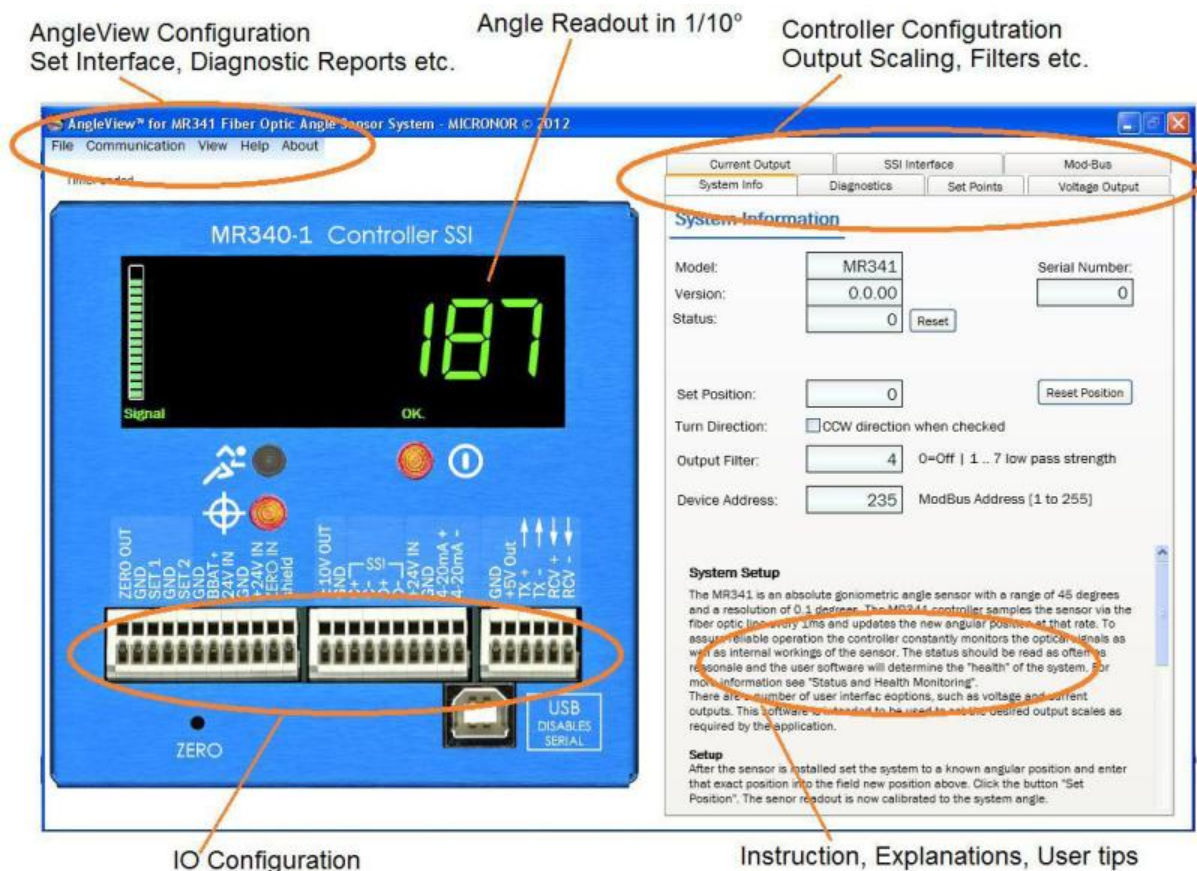 AngleView Configuration
Set Interface, Diagnostic Reports etc.
Angle Readout in 1/10°
Controller Configutration
Output Scaling, Filters etc.
AngleView™ for MR341 Fiber Optic Angle Sensor System - MICRONOR © 2012
File Communication View Help About
ended
Current Output SSI Interface Mod-Bus
System Info Diagnostics Set Points Voltage Output
System Information
Model: MR341 Serial Number:
Version: 0.0.00 0
Status: 0 Reset
Set Position: 0 Reset Position
Turn Direction: CCW direction when checked
Output Filter: 4 0=Off | 1 .. 7 low pass strength
Device Address: 235 ModBus Address [1 to 255]
System Setup
The MR341 is an absolute goniometric angle sensor with a range of 45 degrees
and a resolution of 0.1 degrees. The MR341 controller samples the sensor via the
fiber optic line every 1ms and updates the new angular position at that rate. To
assure reliable operation the controller constantly monitors the optical signals as
well as internal workings of the sensor. The status should be read as often as
reasonale and the user software will determine the "health" of the system. For
more information see "Status and Health Monitoring".
There are a number of user interfac eoptions, such as voltage and current
outputs. This software is intended to be used to set the desired output scales as
required by the application.
Setup
After the sensor is installed set the system to a known angular position and enter
that exact position into the field new position above. Click the button "Set
Position". The senor readout is now calibrated to the system angle.
MR340-1 Controller SSI
187
Signal OK.
ZERO OUT
GND
SET 1
GND
SET 2
GND
BBAT +
24V IN
GND
+24V IN
ZERO IN
shield
10V OUT
GND
SSI
+24V IN
GND
4-20mA +
4-20mA -
GND
+5V Out
TX +
TX -
RCV +
RCV -
ZERO
USB
DISABLES
SERIAL
IO Configuration
Instruction, Explanations, User tips